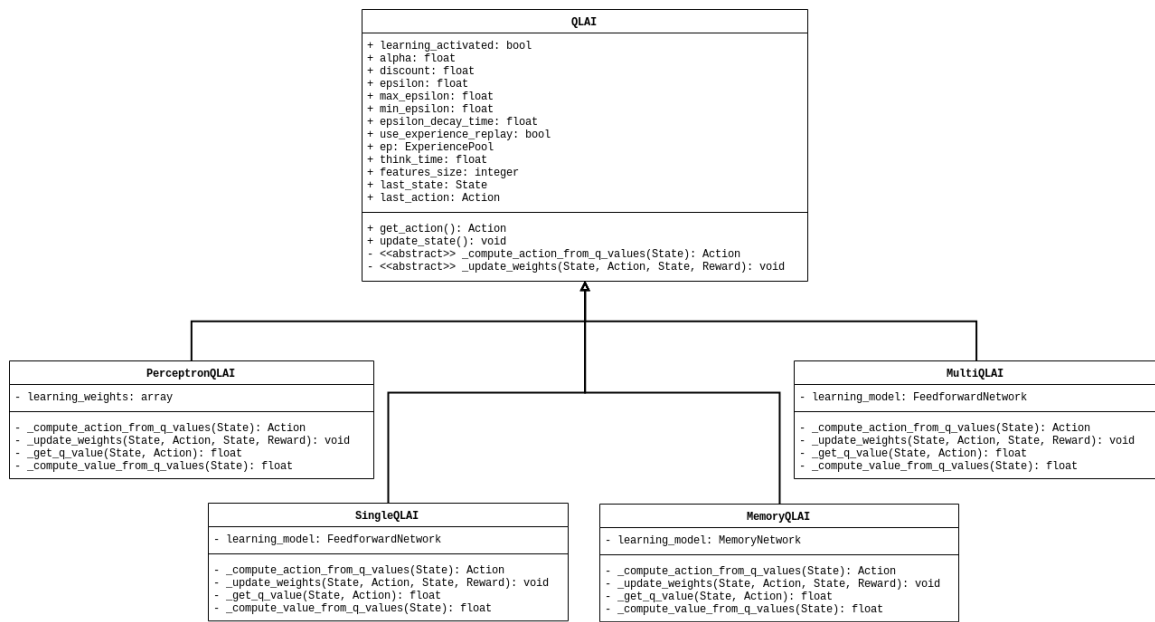 QLAI
+ learning_activated: bool
+ alpha: float
+ discount: float
+ epsilon: float
+ max_epsilon: float
+ min_epsilon: float
+ epsilon_decay_time: float
+ use_experience_replay: bool
+ ep: ExperiencePool
+ think_time: float
+ features_size: integer
+ last_state: State
+ last_action: Action
+ get_action(): Action
+ update_state(): void
- <<abstract>> _compute_action_from_q_values(State): Action
- <<abstract>> _update_weights(State, Action, State, Reward): void
PerceptronQLAI
- learning_weights: array
- _compute_action_from_q_values(State): Action
- _update_weights(State, Action, State, Reward): void
- _get_q_value(State, Action): float
- _compute_value_from_q_values(State): float
MultiQLAI
- learning_model: FeedforwardNetwork
- _compute_action_from_q_values(State): Action
- _update_weights(State, Action, State, Reward): void
- _get_q_value(State, Action): float
- _compute_value_from_q_values(State): float
SingleQLAI
- learning_model: FeedforwardNetwork
- _compute_action_from_q_values(State): Action
- _update_weights(State, Action, State, Reward): void
- _get_q_value(State, Action): float
- _compute_value_from_q_values(State): float
MemoryQLAI
- learning_model: MemoryNetwork
- _compute_action_from_q_values(State): Action
- _update_weights(State, Action, State, Reward): void
- _get_q_value(State, Action): float
- _compute_value_from_q_values(State): float